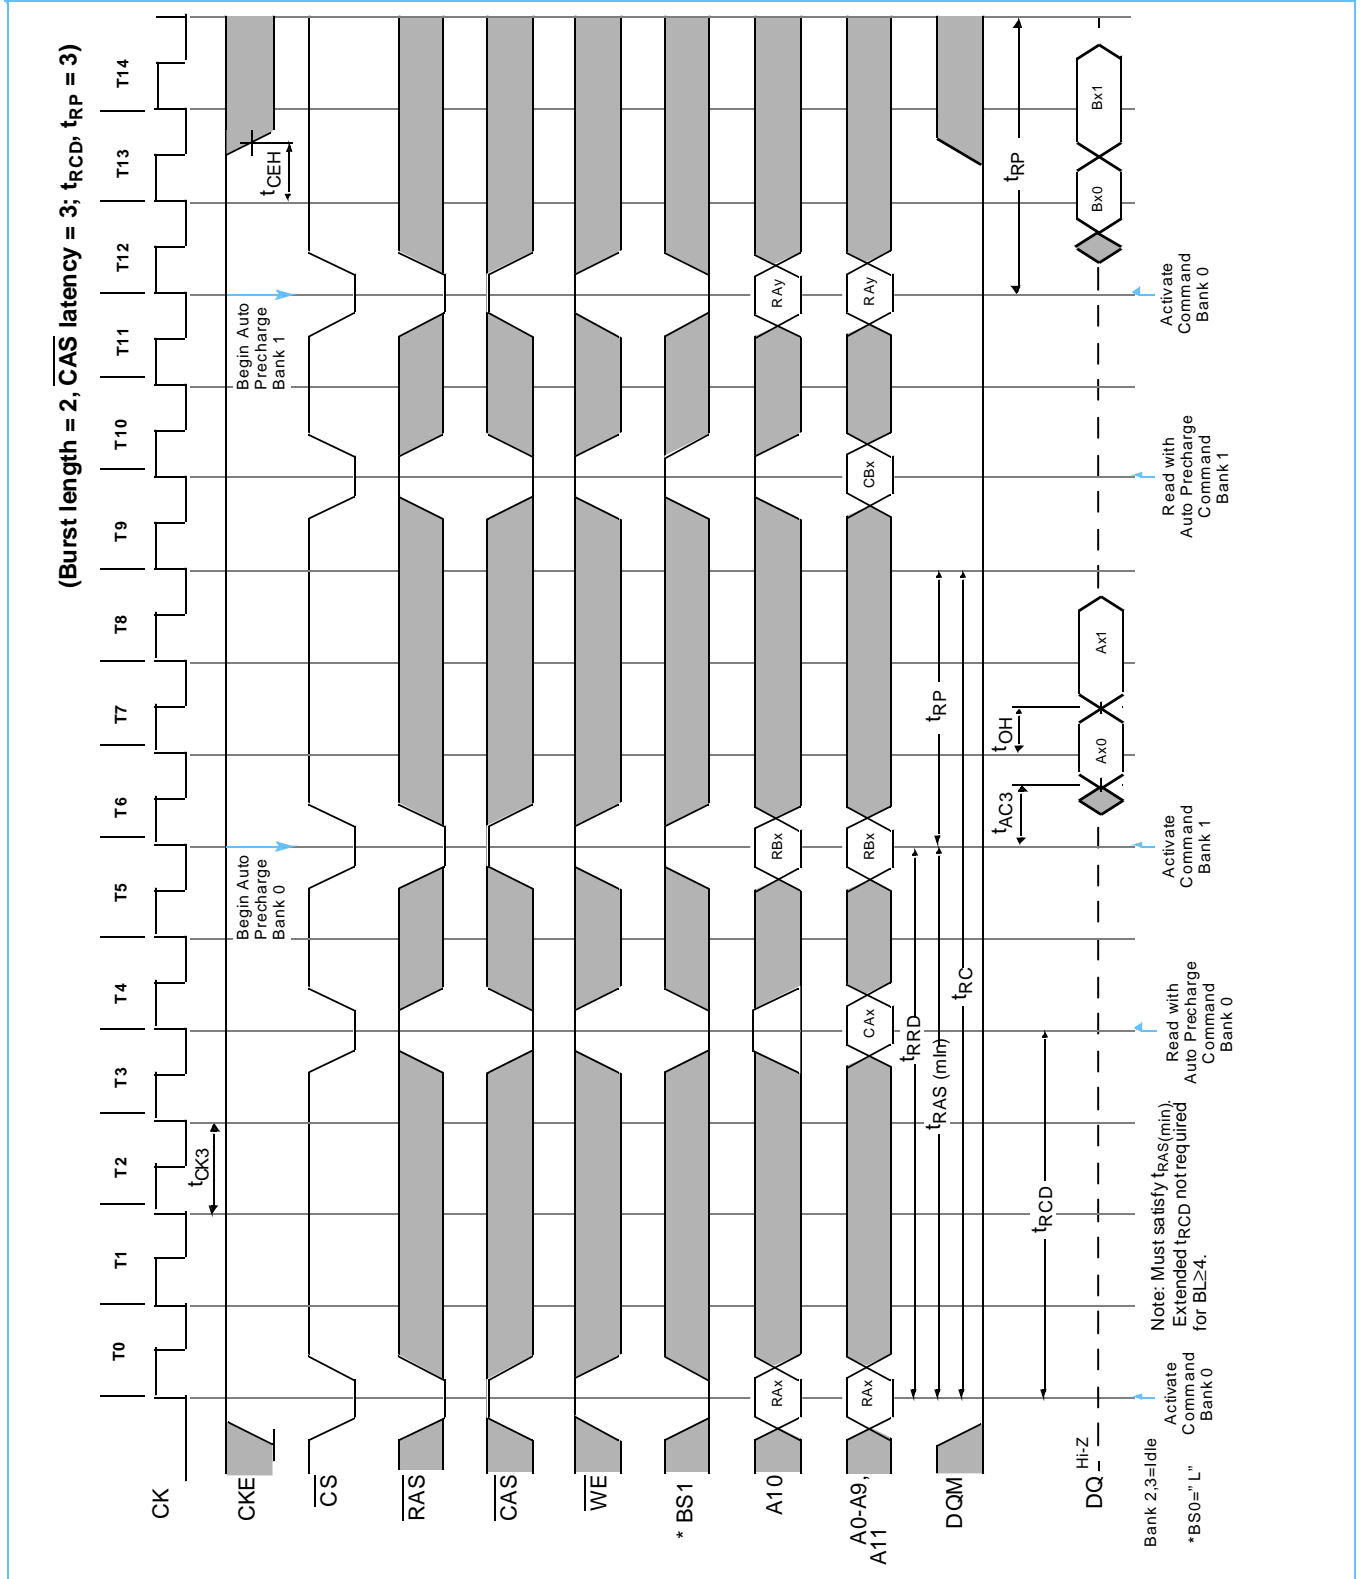 (Burst length = 2, CAS latency = 3; tRCD, tRP = 3)
T0 T1 T2 T3 T4 T5 T6 T7 T8 T9 T10 T11 T12 T13 T14
CK
tCK3
CKE
Begin Auto
Precharge
Bank 0
Begin Auto
Precharge
Bank 1
tCEH
CS
RAS
CAS
WE
* BS1
A10
RAx
RBx
RAy
A0-A9,
A11
RAx
CAx
RBx
CBx
RAy
tRRD
tRAS (mIn)
tRC
tRP
DQM
tRCD
tAC3
tOH
tRP
DQ
Hi-Z
Ax0
Ax1
Bx0
Bx1
Activate
Command
Bank 0
Read with
Auto Precharge
Command
Bank 0
Activate
Command
Bank 1
Read with
Auto Precharge
Command
Bank 1
Activate
Command
Bank 0
Note: Must satisfy tRAS(min).
Extended tRCD not required
for BL≥4.
Bank 2,3=Idle
*BS0="L"